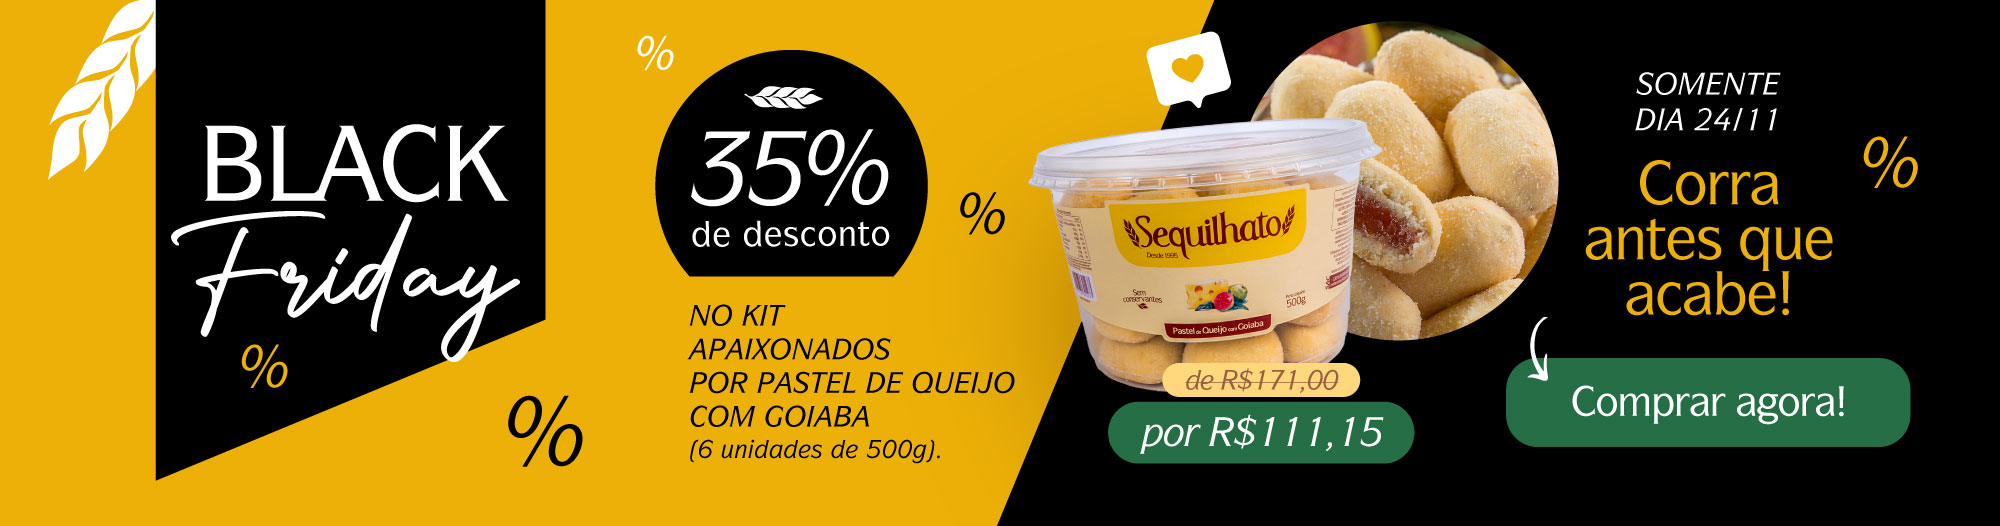 BLACK
Friday
%
%
%
35%
de desconto
%
NO KIT
APAIXONADOS
POR PASTEL DE QUEIJO
COM GOIABA
(6 unidades de 500g).
Sequilhato
Desde 1995
Sem
conservantes
500g
Pastel de Queijo com Goiaba
de R$171,00
por R$111,15
SOMENTE
DIA 24/11
%
Corra
antes que
acabe!
Comprar agora!